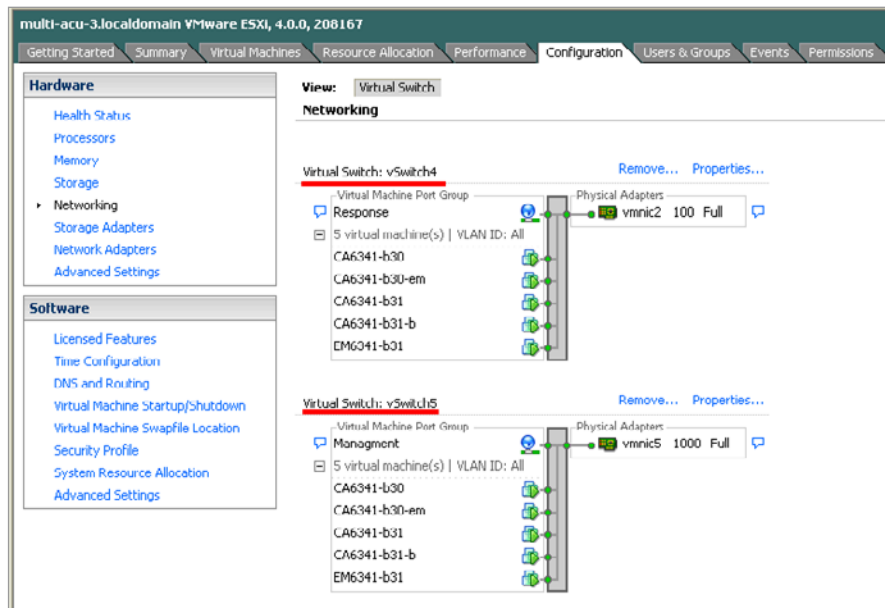 multi-acu-3.localdomain VMware ESXi, 4.0.0, 208167
Getting Started Summary Virtual Machines Resource Allocation Performance Configuration Users & Groups Events Permissions
Hardware
Health Status
Processors
Memory
Storage
Networking
Storage Adapters
Network Adapters
Advanced Settings
Software
Licensed Features
Time Configuration
DNS and Routing
Virtual Machine Startup/Shutdown
Virtual Machine Swapfile Location
Security Profile
System Resource Allocation
Advanced Settings
View: Virtual Switch
Networking
Virtual Switch: vSwitch4 Remove... Properties...
Virtual Machine Port Group Physical Adapters
Response vmnic2 100 Full
5 virtual machine(s) | VLAN ID: All
CA6341-b30
CA6341-b30-em
CA6341-b31
CA6341-b31-b
EM6341-b31
Virtual Switch: vSwitch5 Remove... Properties...
Virtual Machine Port Group Physical Adapters
Managment vmnic5 1000 Full
5 virtual machine(s) | VLAN ID: All
CA6341-b30
CA6341-b30-em
CA6341-b31
CA6341-b31-b
EM6341-b31